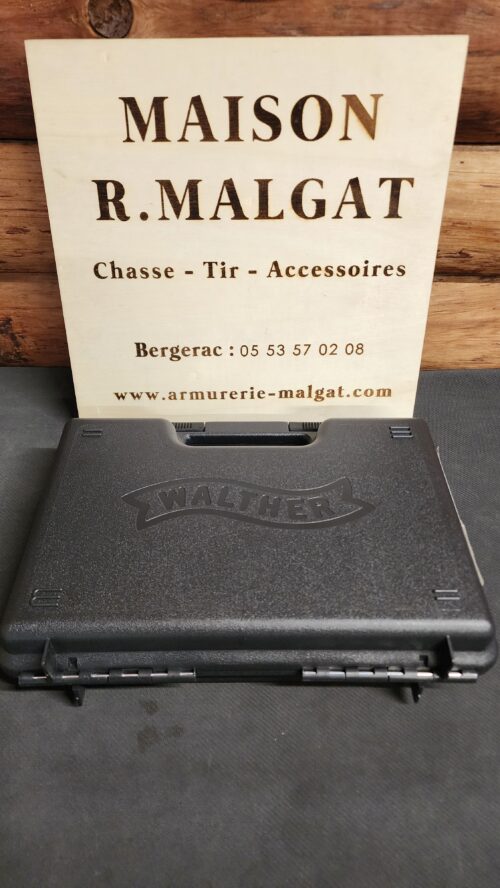 MAISON
R.MALGAT
Chasse - Tir - Accessoires
Bergerac : 05 53 57 02 08
www.armurerie-malgat.com
WALTHER